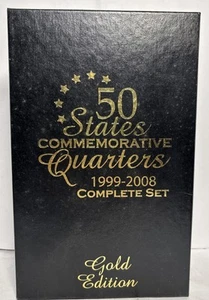 50
States
COMMEMORATIVE
Quarters
1999-2008
COMPLETE SET
Gold
Edition